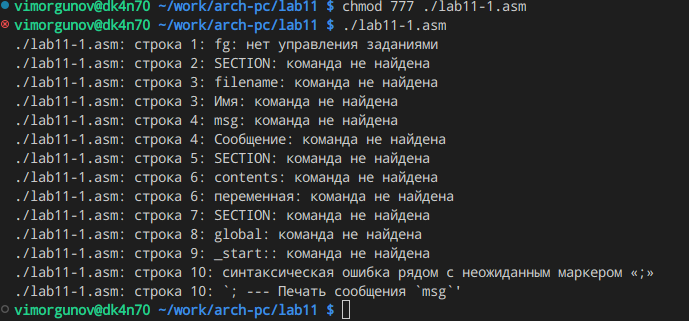 vimorgunov@dk4n70 ~/work/arch-pc/lab11 $ chmod 777 ./lab11-1.asm
vimorgunov@dk4n70 ~/work/arch-pc/lab11 $ ./lab11-1.asm
./lab11-1.asm: строка 1: fg: нет управления заданиями
./lab11-1.asm: строка 2: SECTION: команда не найдена
./lab11-1.asm: строка 3: filename: команда не найдена
./lab11-1.asm: строка 3: Имя: команда не найдена
./lab11-1.asm: строка 4: msg: команда не найдена
./lab11-1.asm: строка 4: Сообщение: команда не найдена
./lab11-1.asm: строка 5: SECTION: команда не найдена
./lab11-1.asm: строка 6: contents: команда не найдена
./lab11-1.asm: строка 6: переменная: команда не найдена
./lab11-1.asm: строка 7: SECTION: команда не найдена
./lab11-1.asm: строка 8: global: команда не найдена
./lab11-1.asm: строка 9: _start:: команда не найдена
./lab11-1.asm: строка 10: синтаксическая ошибка рядом с неожиданным маркером «;»
./lab11-1.asm: строка 10: `; --- Печать сообщения `msg`'
vimorgunov@dk4n70 ~/work/arch-pc/lab11 $